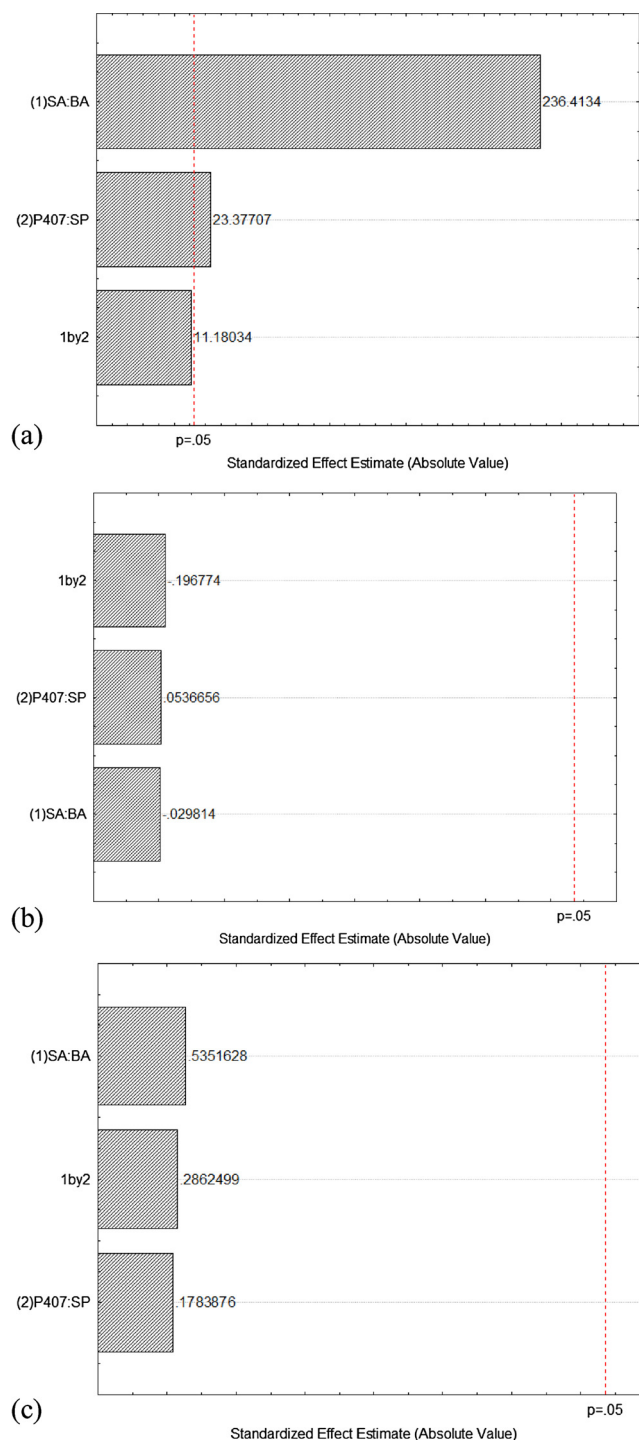 (1)SA:BA
236.4134
(2)P407:SP
23.37707
1by2
11.18034
(a)
p=.05
Standardized Effect Estimate (Absolute Value)
1by2
-.196774
(2)P407:SP
.0536656
(1)SA:BA
-.029814
(b)
p=.05
Standardized Effect Estimate (Absolute Value)
(1)SA:BA
.5351628
1by2
.2862499
(2)P407:SP
.1783876
(c)
p=.05
Standardized Effect Estimate (Absolute Value)